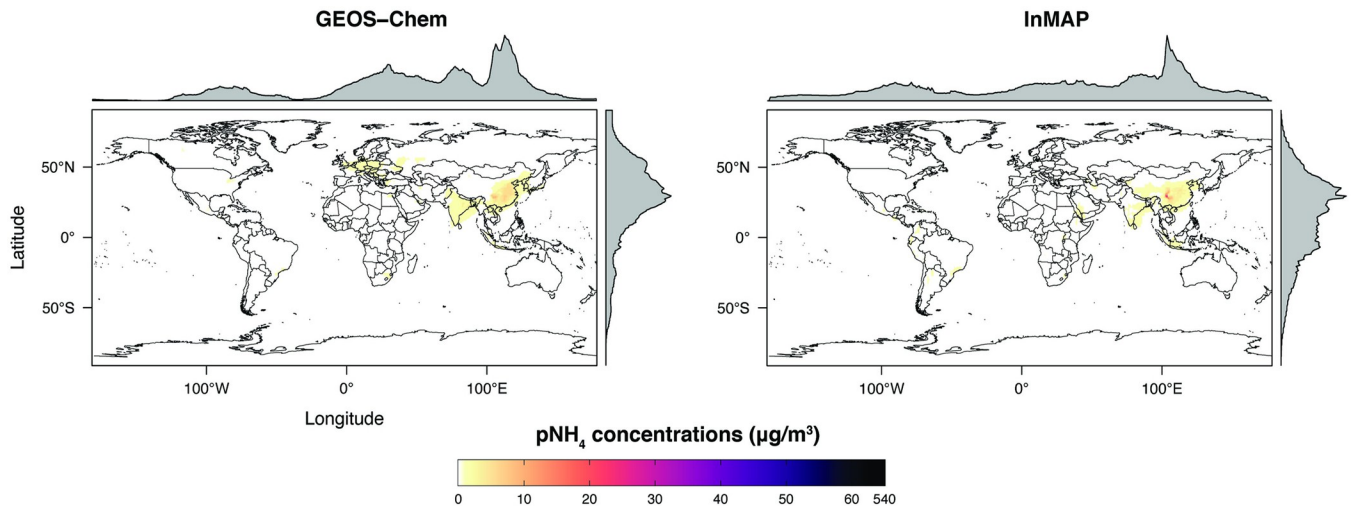 GEOS–Chem
InMAP
Latitude
50°N
0°
50°S
50°N
0°
50°S
100°W 0° 100°E
100°W 0° 100°E
Longitude
pNH₄ concentrations (µg/m³)
0 10 20 30 40 50 60 540